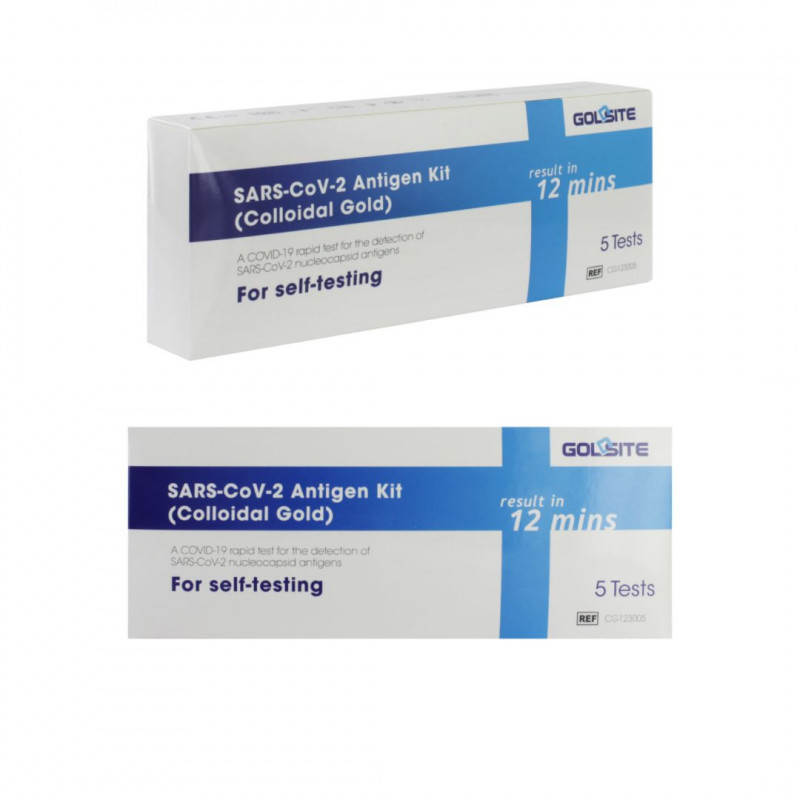 GOLDSITE
SARS-CoV-2 Antigen Kit
(Colloidal Gold)
result in
12 mins
A COVID-19 rapid test for the detection of
SARS-CoV-2 nucleocapsid antigens
For self-testing
5 Tests
REF CG123005
GOLDSITE
SARS-CoV-2 Antigen Kit
(Colloidal Gold)
result in
12 mins
A COVID-19 rapid test for the detection of
SARS-CoV-2 nucleocapsid antigens
For self-testing
5 Tests
REF CG123005